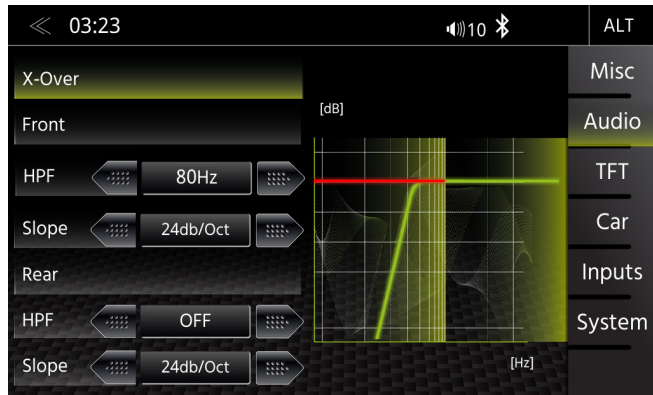 03:23
10
ALT
X-Over
Front
HPF
80Hz
Slope
24db/Oct
Rear
HPF
OFF
Slope
24db/Oct
[dB]
[Hz]
Misc
Audio
TFT
Car
Inputs
System